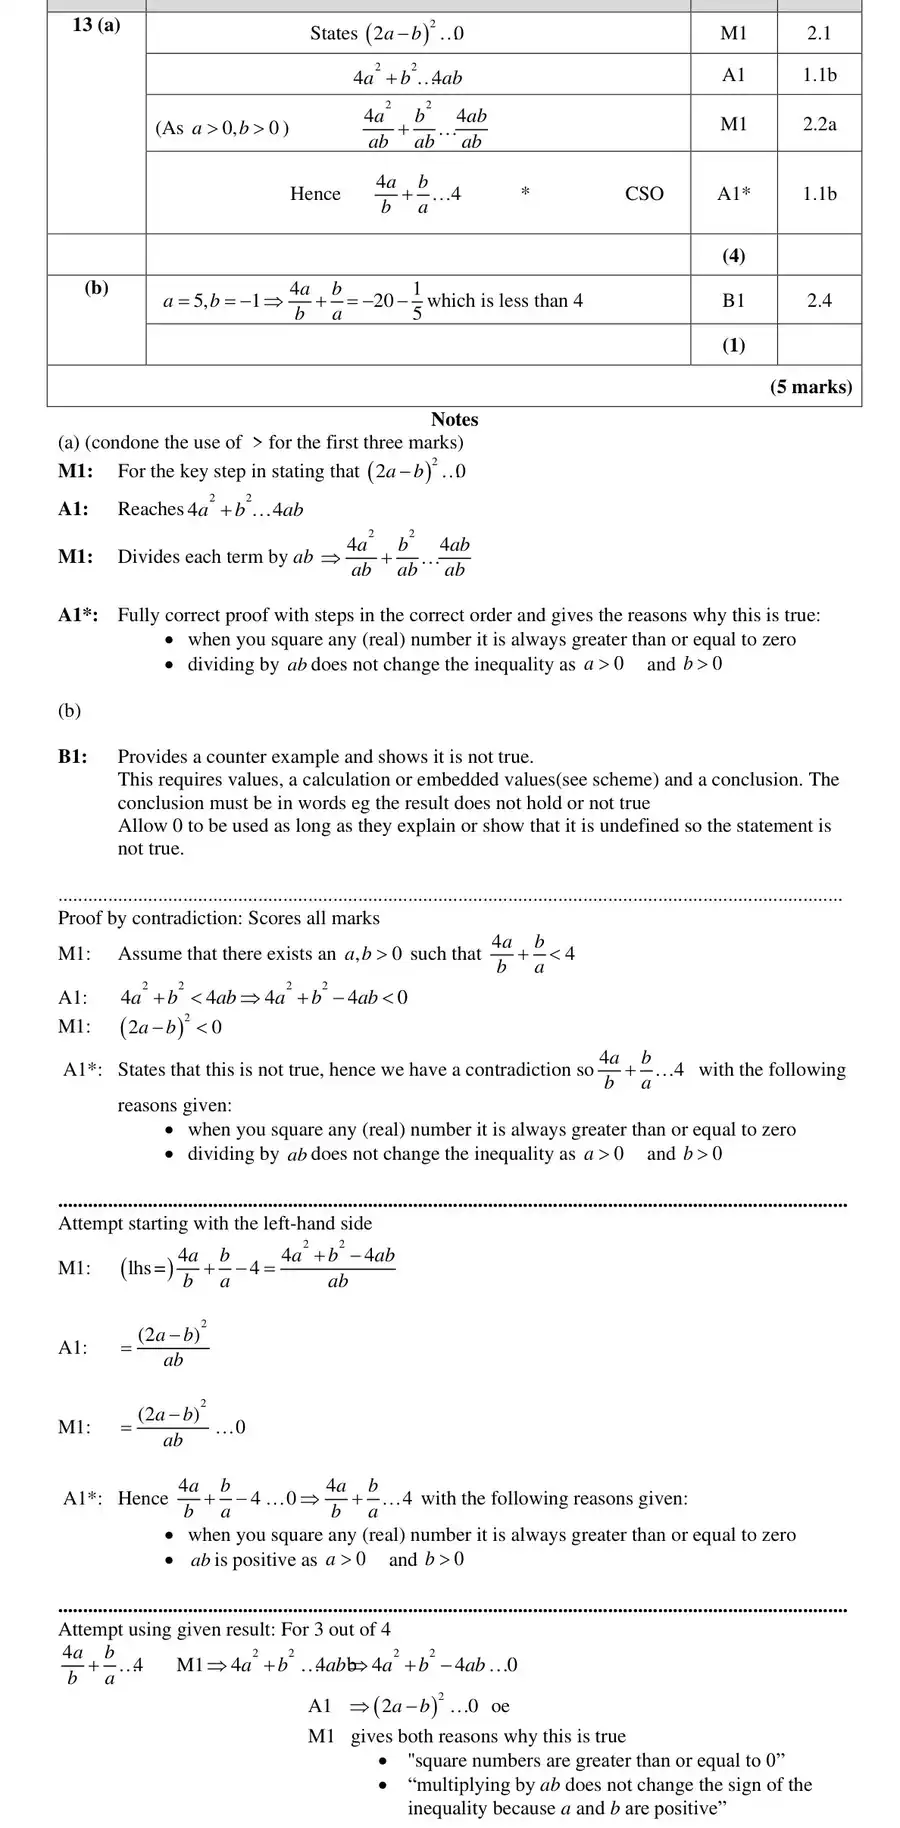 13 (a) States (2a − b)² ..0 M1 2.1
4a² + b² ..4ab A1 1.1b
(As a > 0, b > 0 ) 4a²/ab + b²/ab ... 4ab/ab M1 2.2a
Hence 4a/b + b/a ...4 * CSO A1* 1.1b
(4)
(b) a = 5, b = −1 ⇒ 4a/b + b/a = −20 − 1/5 which is less than 4 B1 2.4
(1)
(5 marks)
Notes
(a) (condone the use of > for the first three marks)
M1: For the key step in stating that (2a − b)² ..0
A1: Reaches 4a² + b² ...4ab
M1: Divides each term by ab ⇒ 4a²/ab + b²/ab ... 4ab/ab
A1*: Fully correct proof with steps in the correct order and gives the reasons why this is true:
• when you square any (real) number it is always greater than or equal to zero
• dividing by ab does not change the inequality as a > 0 and b > 0
(b)
B1: Provides a counter example and shows it is not true.
This requires values, a calculation or embedded values(see scheme) and a conclusion. The
conclusion must be in words eg the result does not hold or not true
Allow 0 to be used as long as they explain or show that it is undefined so the statement is
not true.
Proof by contradiction: Scores all marks
M1: Assume that there exists an a, b > 0 such that 4a/b + b/a < 4
A1: 4a² + b² < 4ab ⇒ 4a² + b² − 4ab < 0
M1: (2a − b)² < 0
A1*: States that this is not true, hence we have a contradiction so 4a/b + b/a ...4 with the following
reasons given:
• when you square any (real) number it is always greater than or equal to zero
• dividing by ab does not change the inequality as a > 0 and b > 0
Attempt starting with the left-hand side
M1: (lhs =) 4a/b + b/a − 4 = (4a² + b² − 4ab)/ab
A1: = (2a − b)²/ab
M1: = (2a − b)²/ab ...0
A1*: Hence 4a/b + b/a − 4 ...0 ⇒ 4a/b + b/a ...4 with the following reasons given:
• when you square any (real) number it is always greater than or equal to zero
• ab is positive as a > 0 and b > 0
Attempt using given result: For 3 out of 4
4a/b + b/a ..4 M1 ⇒ 4a² + b² ..4ab ⇒ 4a² + b² − 4ab ...0
A1 ⇒ (2a − b)² ...0 oe
M1 gives both reasons why this is true
• "square numbers are greater than or equal to 0”
• “multiplying by ab does not change the sign of the
inequality because a and b are positive”